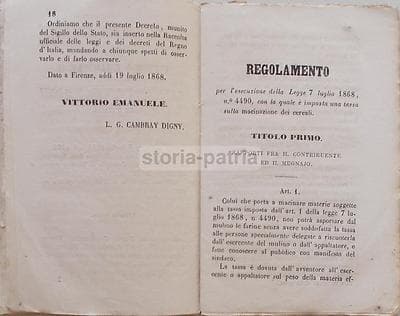 18
Ordiniamo che il presente Decreto, munito
del Sigillo dello Stato, sia inserto nella Raccolta
ufficiale delle leggi e dei decreti del Regno
d'Italia, mandando a chiunque spetti di osser-
varlo e di farlo osservare.
Dato a Firenze, addì 19 luglio 1868.
VITTORIO EMANUELE.
L. G. CAMBRAY DIGNY.
REGOLAMENTO
per l'esecuzione della Legge 7 luglio 1868,
n.° 4490, con la quale è imposta una tassa
sulla macinazione dei cereali.
TITOLO PRIMO.
RAPPORTI FRA IL CONTRIBUENTE
ED IL MUGNAJO.
Art. 1.
Colui che porta a macinare materie soggette
alla tassa imposta dall'art. 1 della legge 7 lu-
glio 1868, n. 4490, non potrà asportare dal
mulino le farine senza avere soddisfatta la tassa
alle persone specialmente delegate a riscuoterla
dall'esercente del mulino o dall'appaltatore, e
fatte conoscere al pubblico con manifesto del
sindaco.
La tassa è dovuta dall'avventore all'eser-
cente o appaltatore sul peso della materia ef-
storia-patria